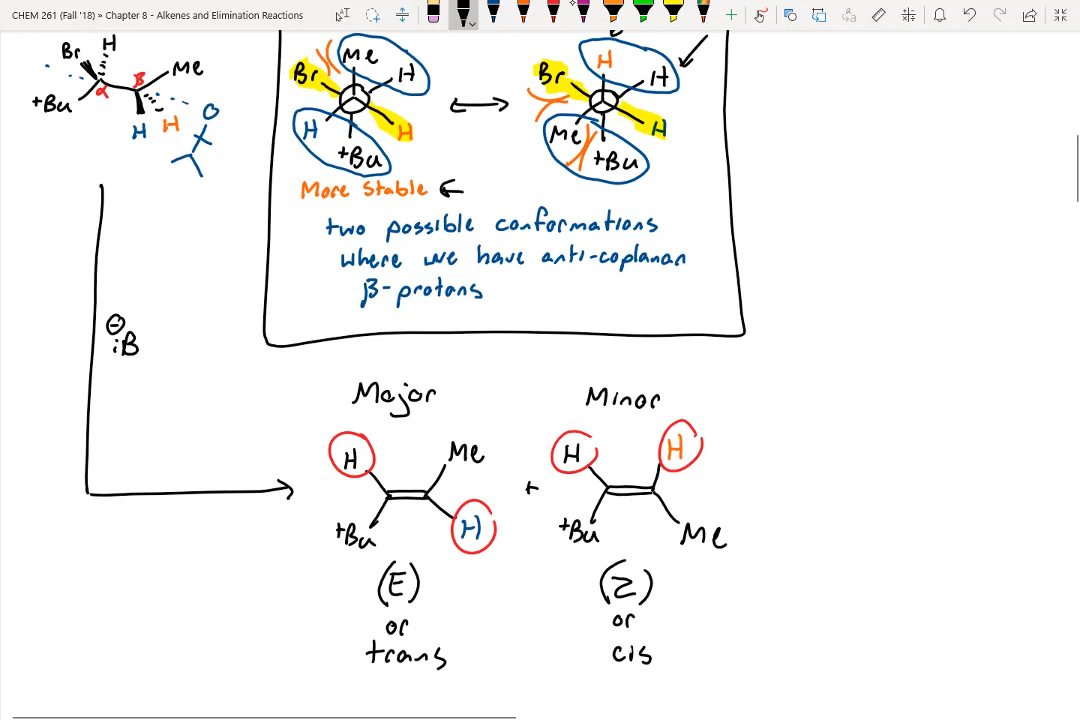 CHEM 261 (Fall '18) » Chapter 8 - Alkenes and Elimination Reactions
Br H
Me
α β
tBu
H H
O
Me
Br H
H H
tBu
H
Br H
H
Me
tBu
More Stable ←
two possible conformations
where we have anti-coplanar
β-protons
⊖
:B
Major Minor
H Me + H H
tBu H tBu Me
(E) (Z)
or or
trans cis